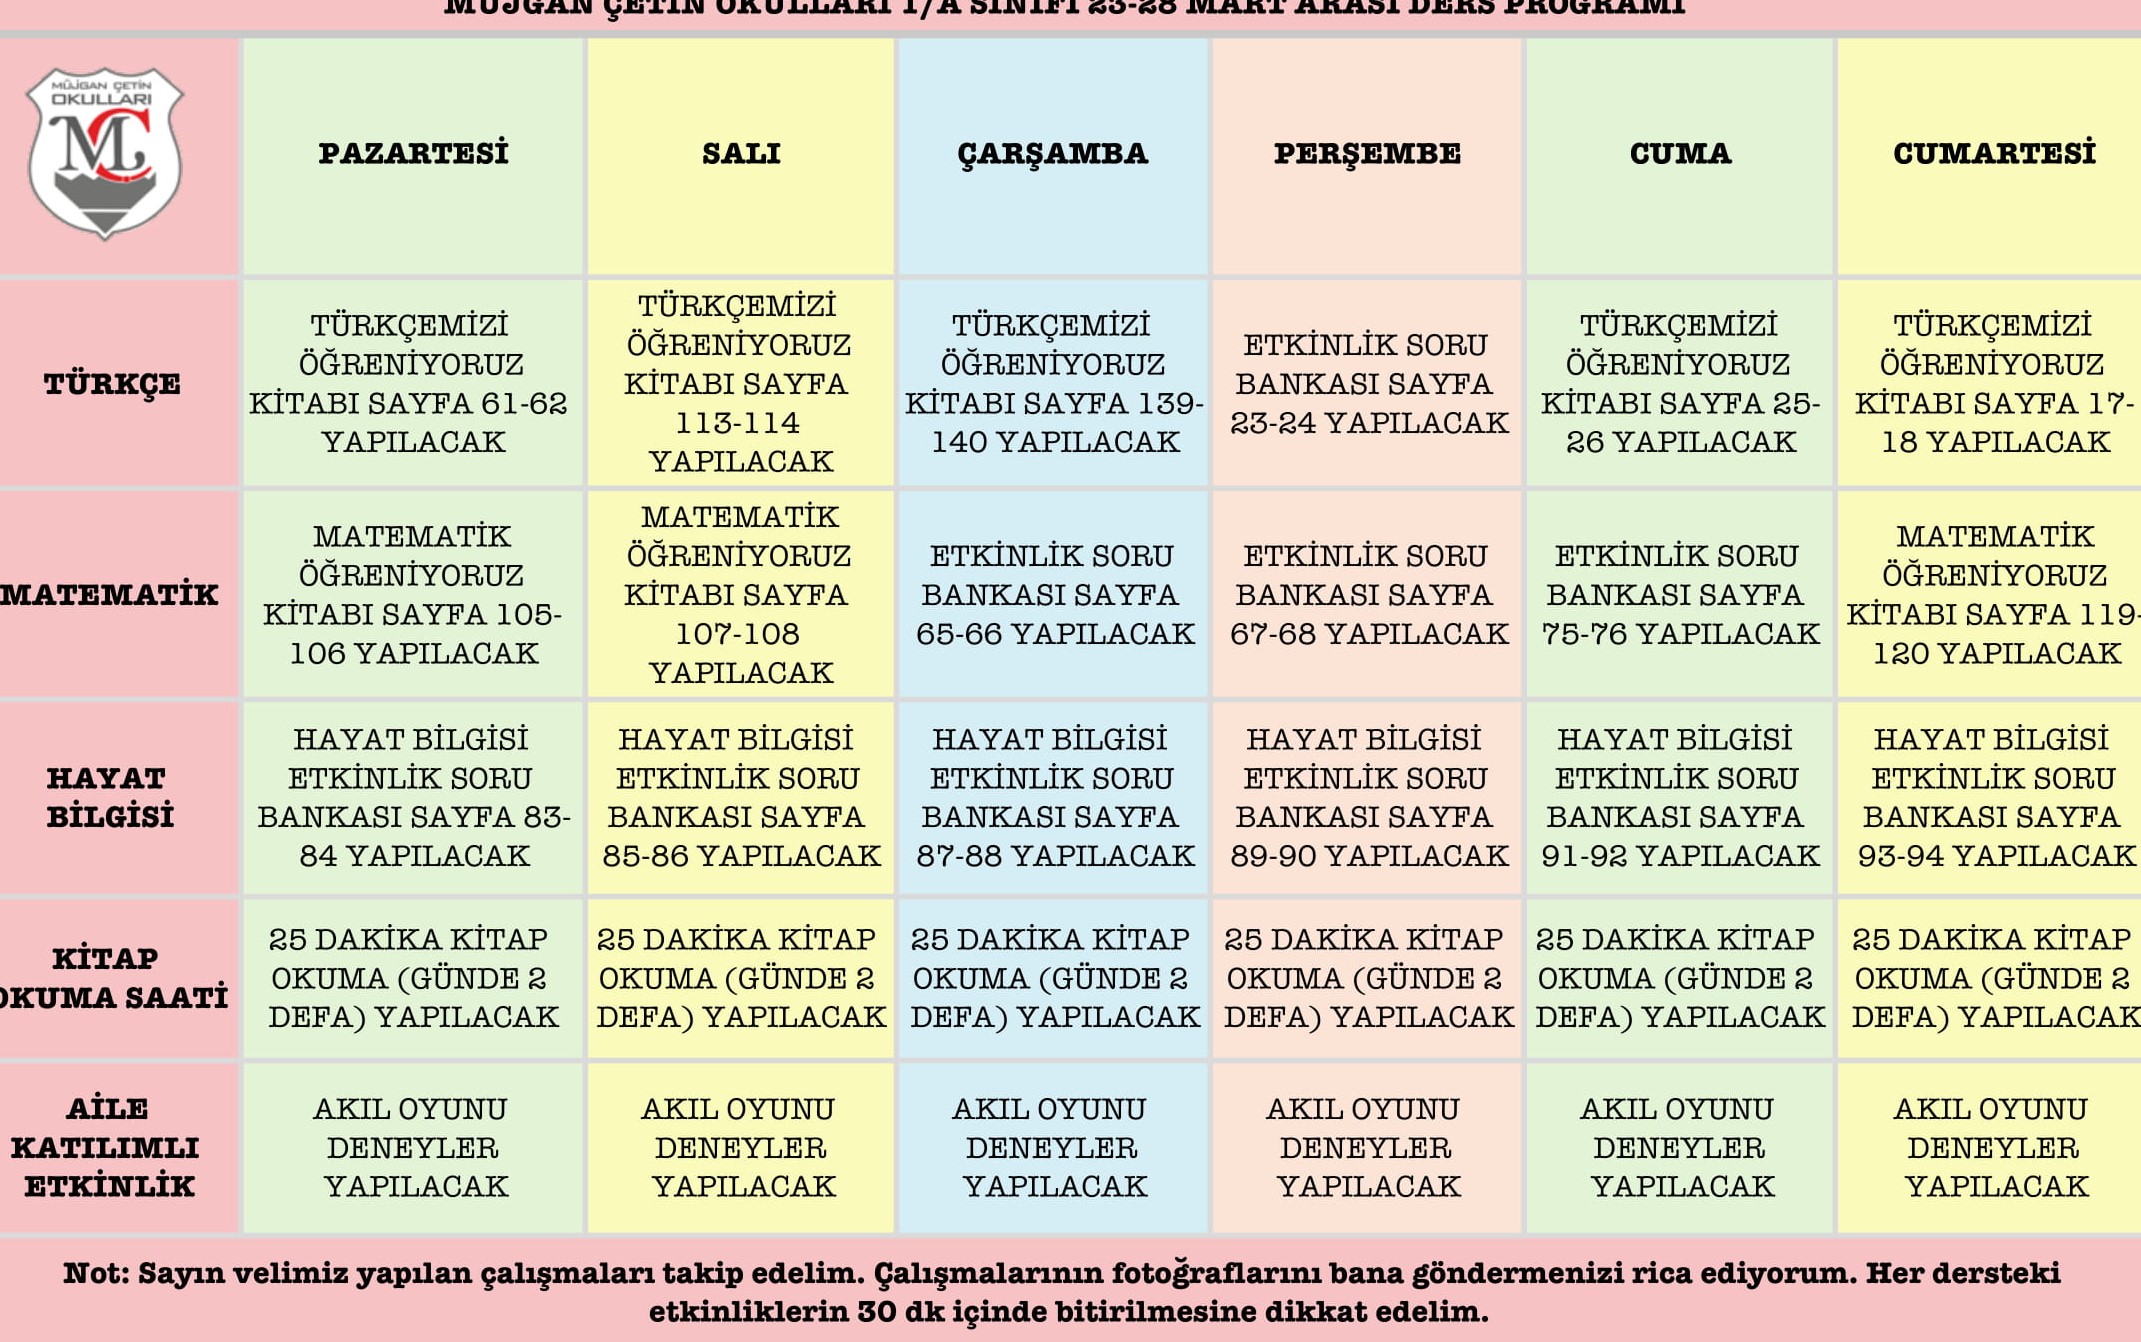 MÜJGAN ÇETİN OKULLARI 1/A SINIFI 23-28 MART ARASI DERS PROGRAMI
MÜJGAN ÇETİN
OKULLARI
MÇ
PAZARTESİ
SALI
ÇARŞAMBA
PERŞEMBE
CUMA
CUMARTESİ
TÜRKÇE
TÜRKÇEMİZİ
ÖĞRENİYORUZ
KİTABI SAYFA 61-62
YAPILACAK
TÜRKÇEMİZİ
ÖĞRENİYORUZ
KİTABI SAYFA
113-114
YAPILACAK
TÜRKÇEMİZİ
ÖĞRENİYORUZ
KİTABI SAYFA 139-
140 YAPILACAK
ETKİNLİK SORU
BANKASI SAYFA
23-24 YAPILACAK
TÜRKÇEMİZİ
ÖĞRENİYORUZ
KİTABI SAYFA 25-
26 YAPILACAK
TÜRKÇEMİZİ
ÖĞRENİYORUZ
KİTABI SAYFA 17-
18 YAPILACAK
MATEMATİK
MATEMATİK
ÖĞRENİYORUZ
KİTABI SAYFA 105-
106 YAPILACAK
MATEMATİK
ÖĞRENİYORUZ
KİTABI SAYFA
107-108
YAPILACAK
ETKİNLİK SORU
BANKASI SAYFA
65-66 YAPILACAK
ETKİNLİK SORU
BANKASI SAYFA
67-68 YAPILACAK
ETKİNLİK SORU
BANKASI SAYFA
75-76 YAPILACAK
MATEMATİK
ÖĞRENİYORUZ
KİTABI SAYFA 119-
120 YAPILACAK
HAYAT
BİLGİSİ
HAYAT BİLGİSİ
ETKİNLİK SORU
BANKASI SAYFA 83-
84 YAPILACAK
HAYAT BİLGİSİ
ETKİNLİK SORU
BANKASI SAYFA
85-86 YAPILACAK
HAYAT BİLGİSİ
ETKİNLİK SORU
BANKASI SAYFA
87-88 YAPILACAK
HAYAT BİLGİSİ
ETKİNLİK SORU
BANKASI SAYFA
89-90 YAPILACAK
HAYAT BİLGİSİ
ETKİNLİK SORU
BANKASI SAYFA
91-92 YAPILACAK
HAYAT BİLGİSİ
ETKİNLİK SORU
BANKASI SAYFA
93-94 YAPILACAK
KİTAP
OKUMA SAATİ
25 DAKİKA KİTAP
OKUMA (GÜNDE 2
DEFA) YAPILACAK
25 DAKİKA KİTAP
OKUMA (GÜNDE 2
DEFA) YAPILACAK
25 DAKİKA KİTAP
OKUMA (GÜNDE 2
DEFA) YAPILACAK
25 DAKİKA KİTAP
OKUMA (GÜNDE 2
DEFA) YAPILACAK
25 DAKİKA KİTAP
OKUMA (GÜNDE 2
DEFA) YAPILACAK
25 DAKİKA KİTAP
OKUMA (GÜNDE 2
DEFA) YAPILACAK
AİLE
KATILIMLI
ETKİNLİK
AKIL OYUNU
DENEYLER
YAPILACAK
AKIL OYUNU
DENEYLER
YAPILACAK
AKIL OYUNU
DENEYLER
YAPILACAK
AKIL OYUNU
DENEYLER
YAPILACAK
AKIL OYUNU
DENEYLER
YAPILACAK
AKIL OYUNU
DENEYLER
YAPILACAK
Not: Sayın velimiz yapılan çalışmaları takip edelim. Çalışmalarının fotoğraflarını bana göndermenizi rica ediyorum. Her dersteki
etkinliklerin 30 dk içinde bitirilmesine dikkat edelim.